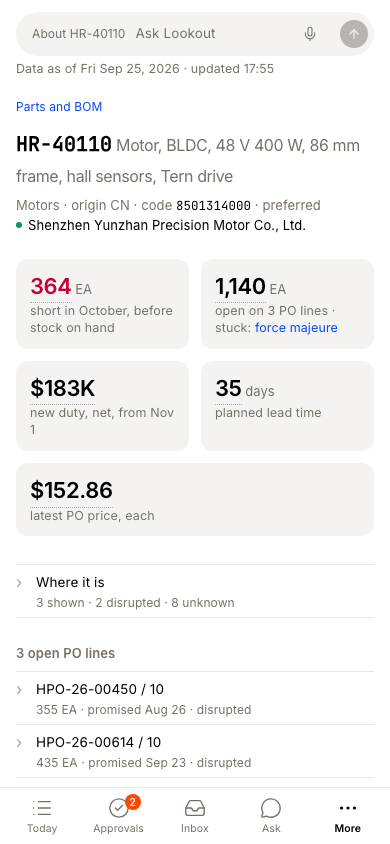 About HR-40110 Ask Lookout
Data as of Fri Sep 25, 2026 · updated 17:55
Parts and BOM
HR-40110 Motor, BLDC, 48 V 400 W, 86 mm
frame, hall sensors, Tern drive
Motors · origin CN · code 8501314000 · preferred
Shenzhen Yunzhan Precision Motor Co., Ltd.
364 EA
short in October, before
stock on hand
1,140 EA
open on 3 PO lines ·
stuck: force majeure
$183K
new duty, net, from Nov
1
35 days
planned lead time
$152.86
latest PO price, each
Where it is
3 shown · 2 disrupted · 8 unknown
3 open PO lines
HPO-26-00450 / 10
355 EA · promised Aug 26 · disrupted
HPO-26-00614 / 10
435 EA · promised Sep 23 · disrupted
2
Today Approvals Inbox Ask More